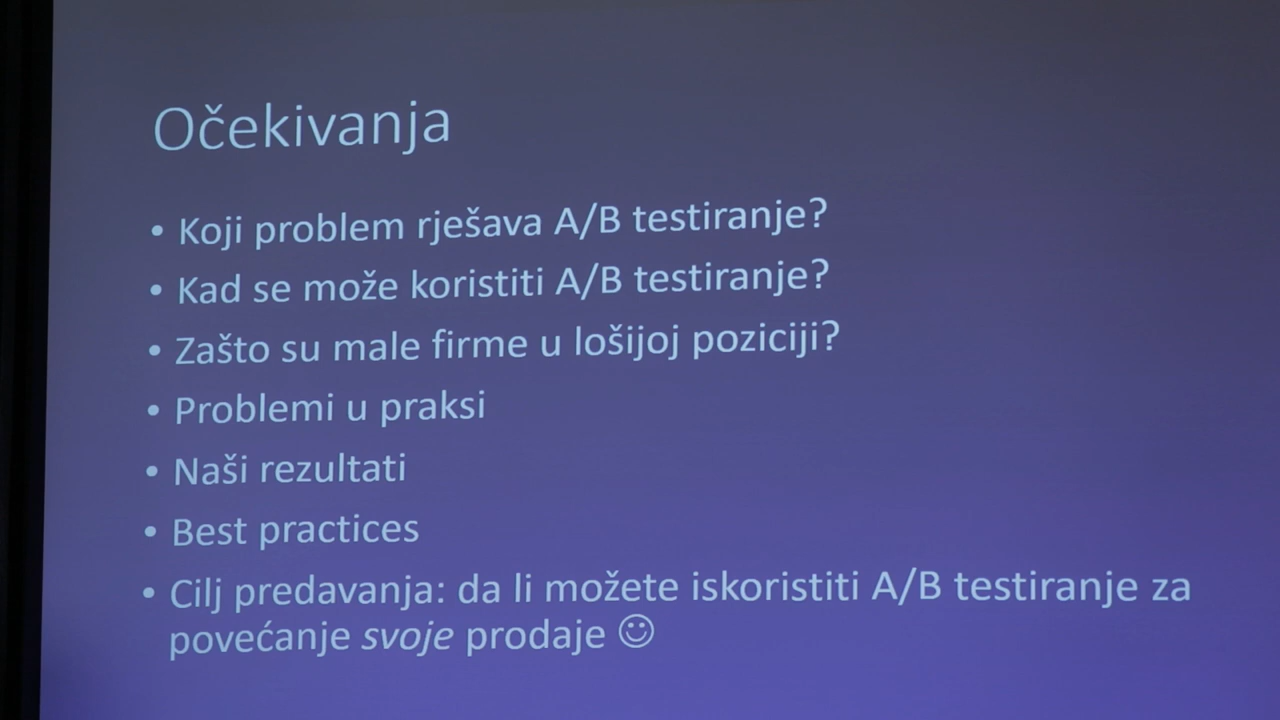 Očekivanja
• Koji problem rješava A/B testiranje?
• Kad se može koristiti A/B testiranje?
• Zašto su male firme u lošijoj poziciji?
• Problemi u praksi
• Naši rezultati
• Best practices
• Cilj predavanja: da li možete iskoristiti A/B testiranje za
povećanje svoje prodaje ☺